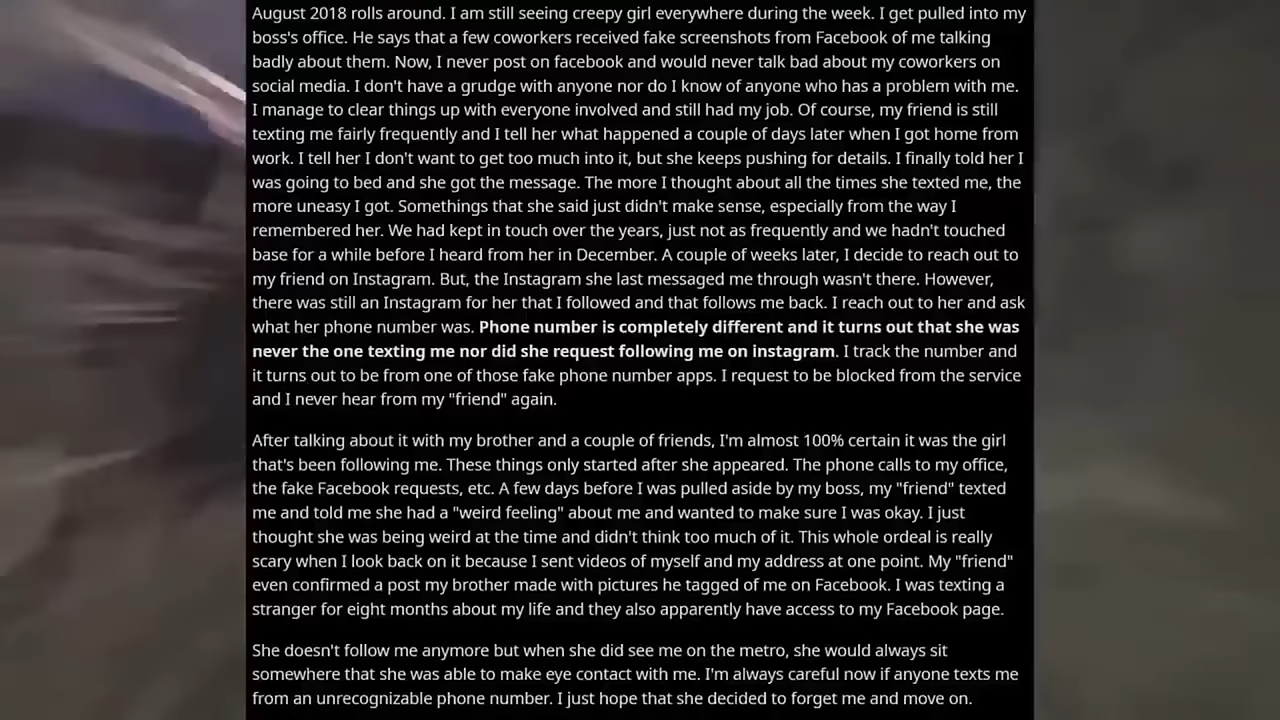 August 2018 rolls around. I am still seeing creepy girl everywhere during the week. I get pulled into my
boss's office. He says that a few coworkers received fake screenshots from Facebook of me talking
badly about them. Now, I never post on facebook and would never talk bad about my coworkers on
social media. I don't have a grudge with anyone nor do I know of anyone who has a problem with me.
I manage to clear things up with everyone involved and still had my job. Of course, my friend is still
texting me fairly frequently and I tell her what happened a couple of days later when I got home from
work. I tell her I don't want to get too much into it, but she keeps pushing for details. I finally told her I
was going to bed and she got the message. The more I thought about all the times she texted me, the
more uneasy I got. Somethings that she said just didn't make sense, especially from the way I
remembered her. We had kept in touch over the years, just not as frequently and we hadn't touched
base for a while before I heard from her in December. A couple of weeks later, I decide to reach out to
my friend on Instagram. But, the Instagram she last messaged me through wasn't there. However,
there was still an Instagram for her that I followed and that follows me back. I reach out to her and ask
what her phone number was. Phone number is completely different and it turns out that she was
never the one texting me nor did she request following me on instagram. I track the number and
it turns out to be from one of those fake phone number apps. I request to be blocked from the service
and I never hear from my "friend" again.
After talking about it with my brother and a couple of friends, I'm almost 100% certain it was the girl
that's been following me. These things only started after she appeared. The phone calls to my office,
the fake Facebook requests, etc. A few days before I was pulled aside by my boss, my "friend" texted
me and told me she had a "weird feeling" about me and wanted to make sure I was okay. I just
thought she was being weird at the time and didn't think too much of it. This whole ordeal is really
scary when I look back on it because I sent videos of myself and my address at one point. My "friend"
even confirmed a post my brother made with pictures he tagged of me on Facebook. I was texting a
stranger for eight months about my life and they also apparently have access to my Facebook page.
She doesn't follow me anymore but when she did see me on the metro, she would always sit
somewhere that she was able to make eye contact with me. I'm always careful now if anyone texts me
from an unrecognizable phone number. I just hope that she decided to forget me and move on.